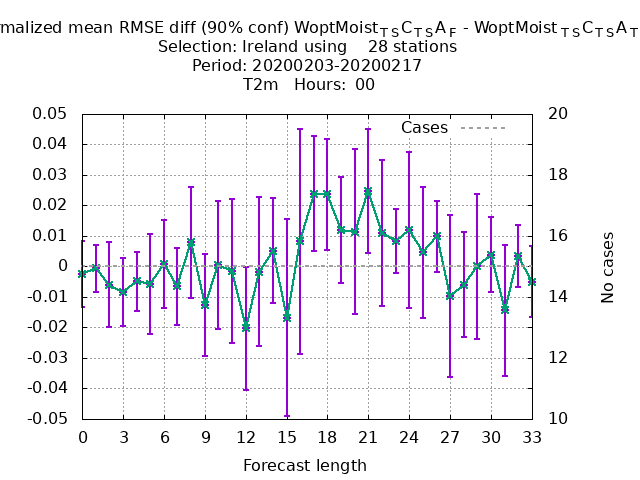 rmalized mean RMSE diff (90% conf) WoptMoistTSCTSAF - WoptMoistTSCTSAT
Selection: Ireland using 28 stations
Period: 20200203-20200217
T2m Hours: 00
Cases
0.05
0.04
0.03
0.02
0.01
0
-0.01
-0.02
-0.03
-0.04
-0.05
20
18
16
14
12
10
No cases
0 3 6 9 12 15 18 21 24 27 30 33
Forecast length